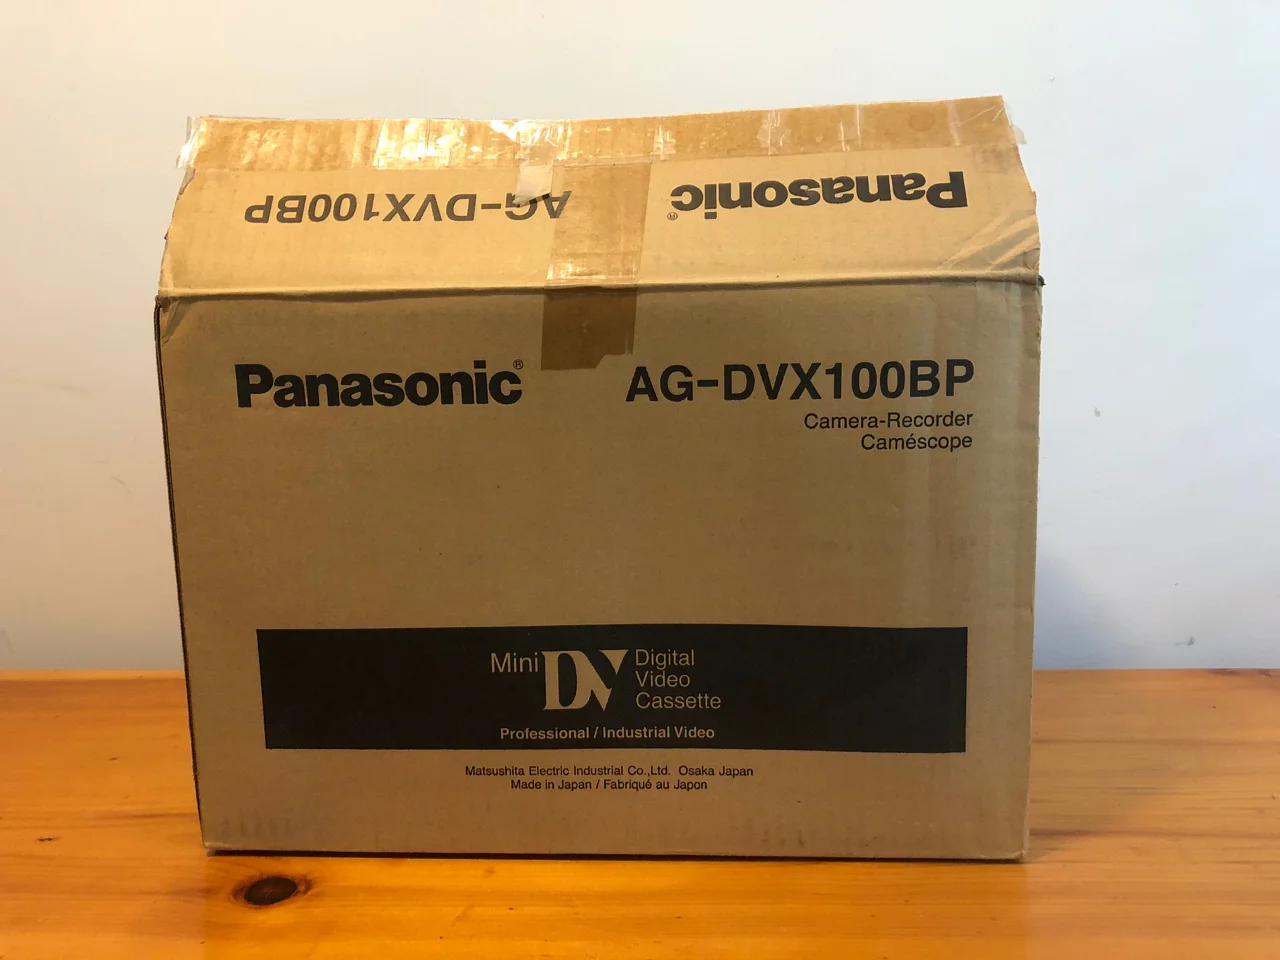 Panasonic®
AG-DVX100BP
Panasonic®
AG-DVX100BP
Camera-Recorder
Caméscope
Mini DV Digital
Video
Cassette
Professional / Industrial Video
Matsushita Electric Industrial Co.,Ltd. Osaka Japan
Made in Japan / Fabriqué au Japon